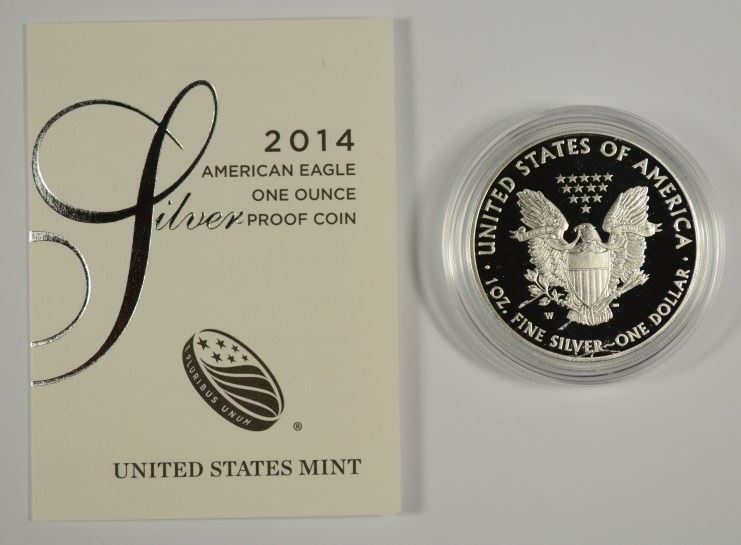 2014
AMERICAN EAGLE
ONE OUNCE
Silver PROOF COIN
PLURIBUS UNUM
®
UNITED STATES MINT
UNITED STATES OF AMERICA
W
· 1 OZ. FINE SILVER~ONE DOLLAR ·